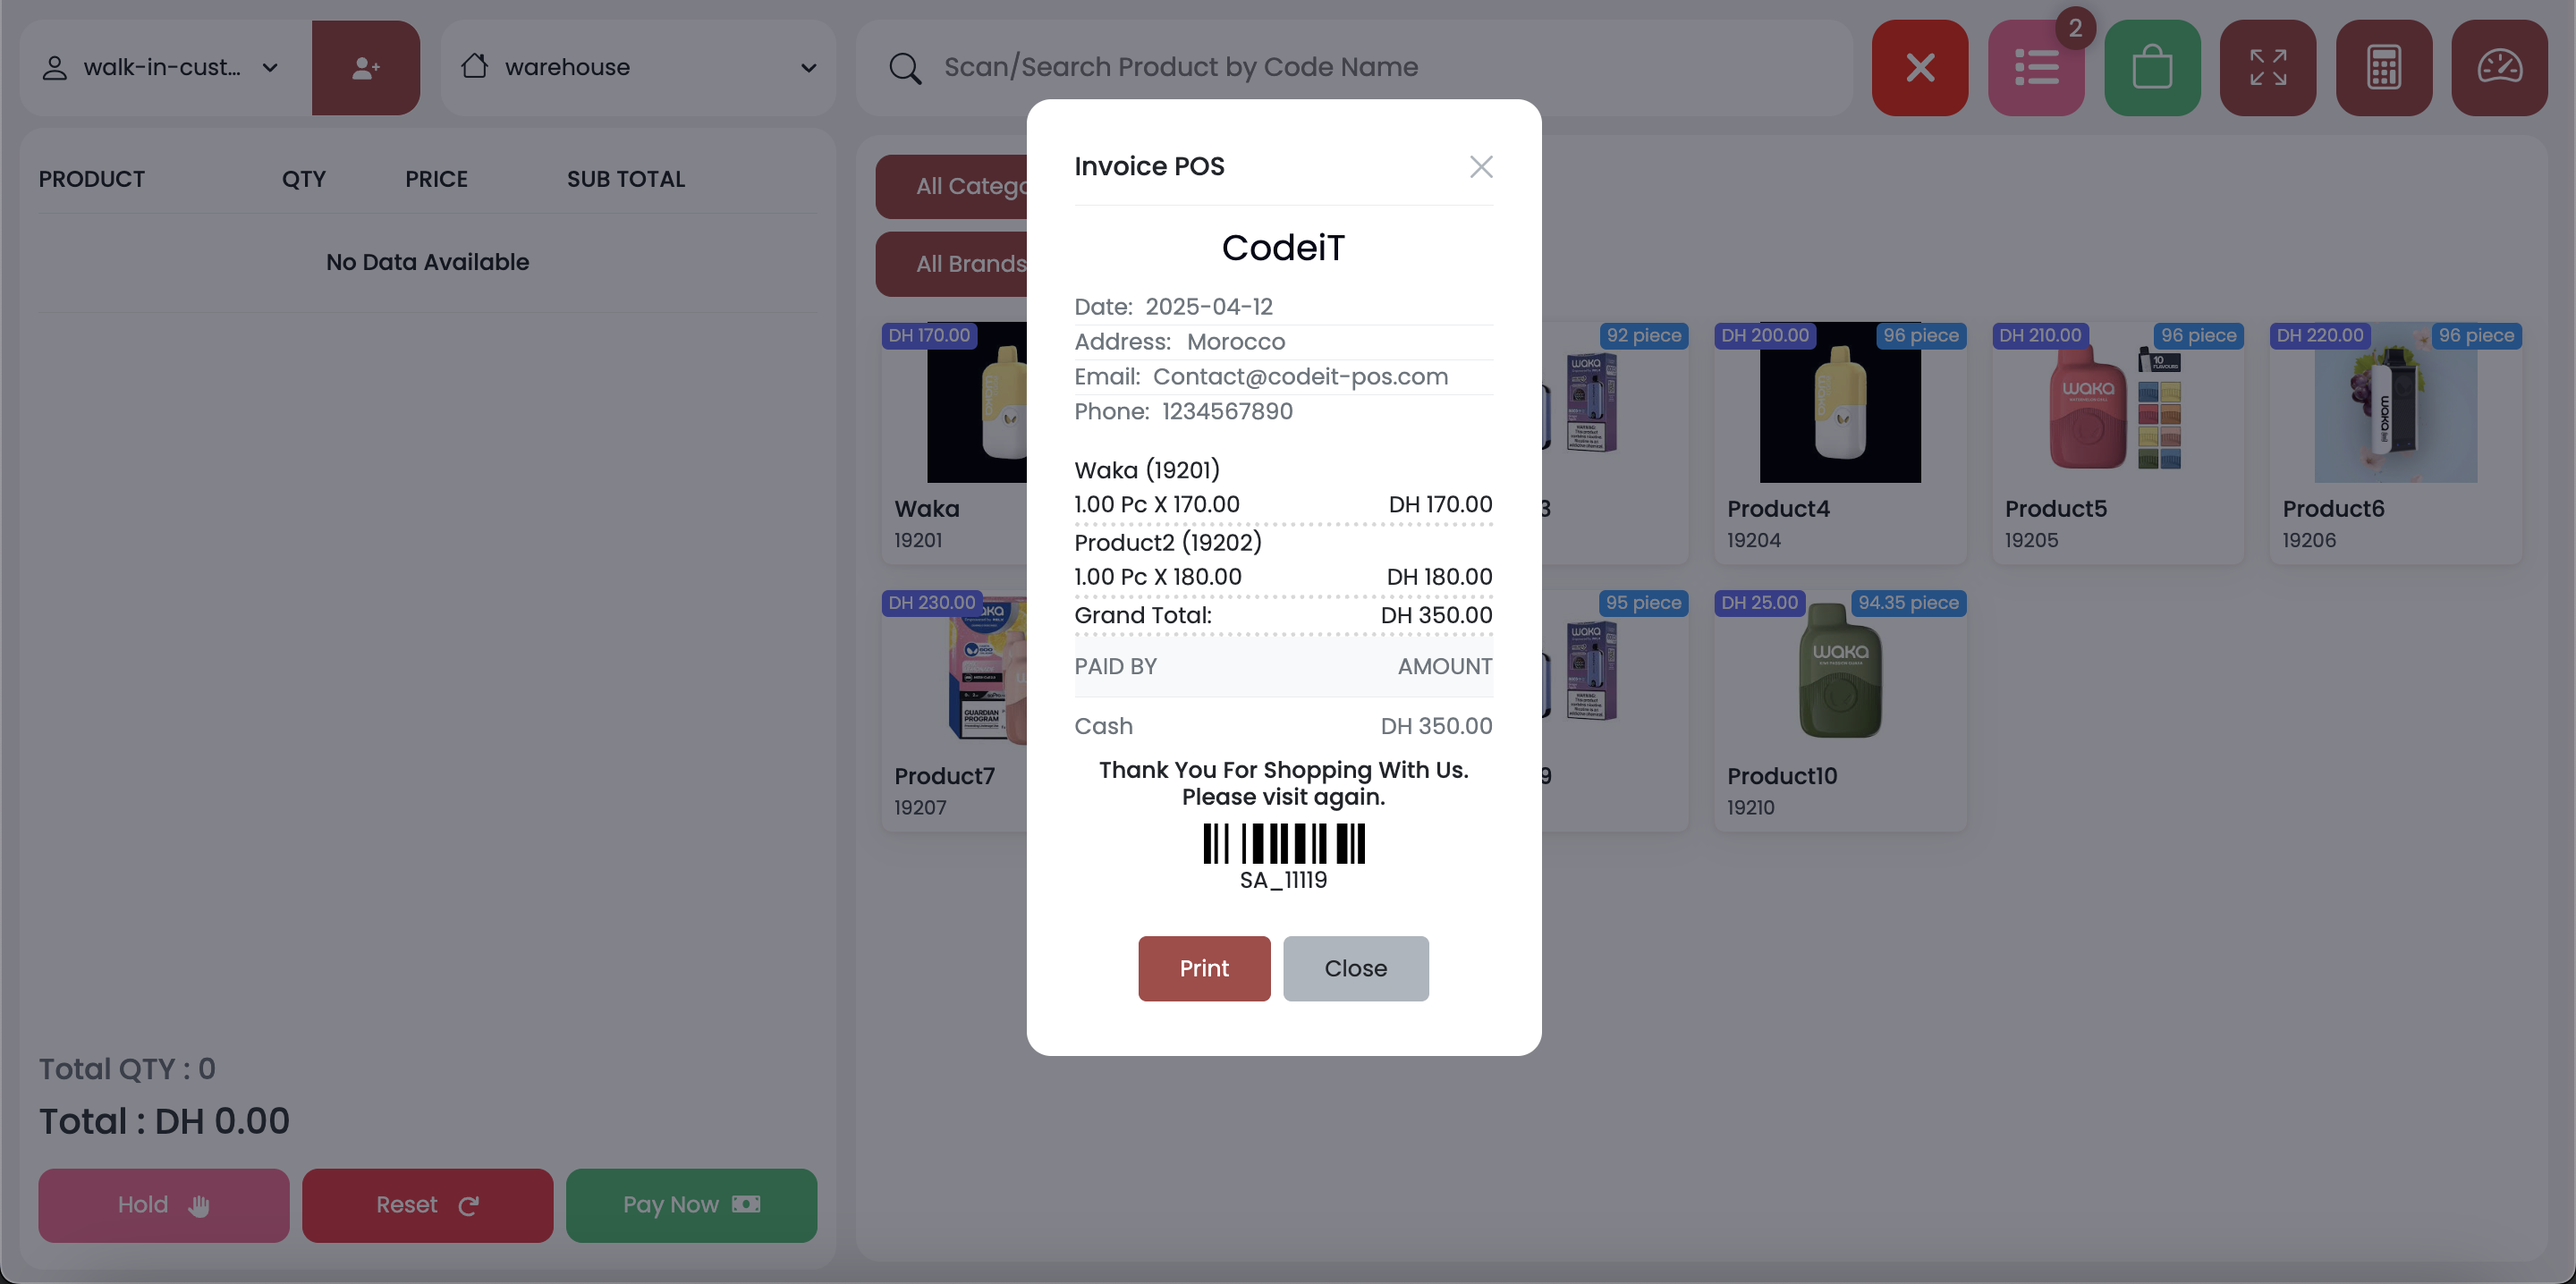 walk-in-cust...
warehouse
Scan/Search Product by Code Name
2
PRODUCT QTY PRICE SUB TOTAL
No Data Available
Total QTY : 0
Total : DH 0.00
Hold
Reset
Pay Now
All Catego
All Brands
DH 170.00
Waka
19201
92 piece
3
DH 200.00 96 piece
Product4
19204
DH 210.00 96 piece
waka
10
Product5
19205
DH 220.00 96 piece
waka
Product6
19206
DH 230.00
GUARDIAN
PROGRAM
Product7
19207
95 piece
9
DH 25.00 94.35 piece
waka
Product10
19210
Invoice POS
CodeiT
Date: 2025-04-12
Address: Morocco
Email: Contact@codeit-pos.com
Phone: 1234567890
Waka (19201)
1.00 Pc X 170.00 DH 170.00
Product2 (19202)
1.00 Pc X 180.00 DH 180.00
Grand Total: DH 350.00
PAID BY AMOUNT
Cash DH 350.00
Thank You For Shopping With Us.
Please visit again.
SA_11119
Print
Close